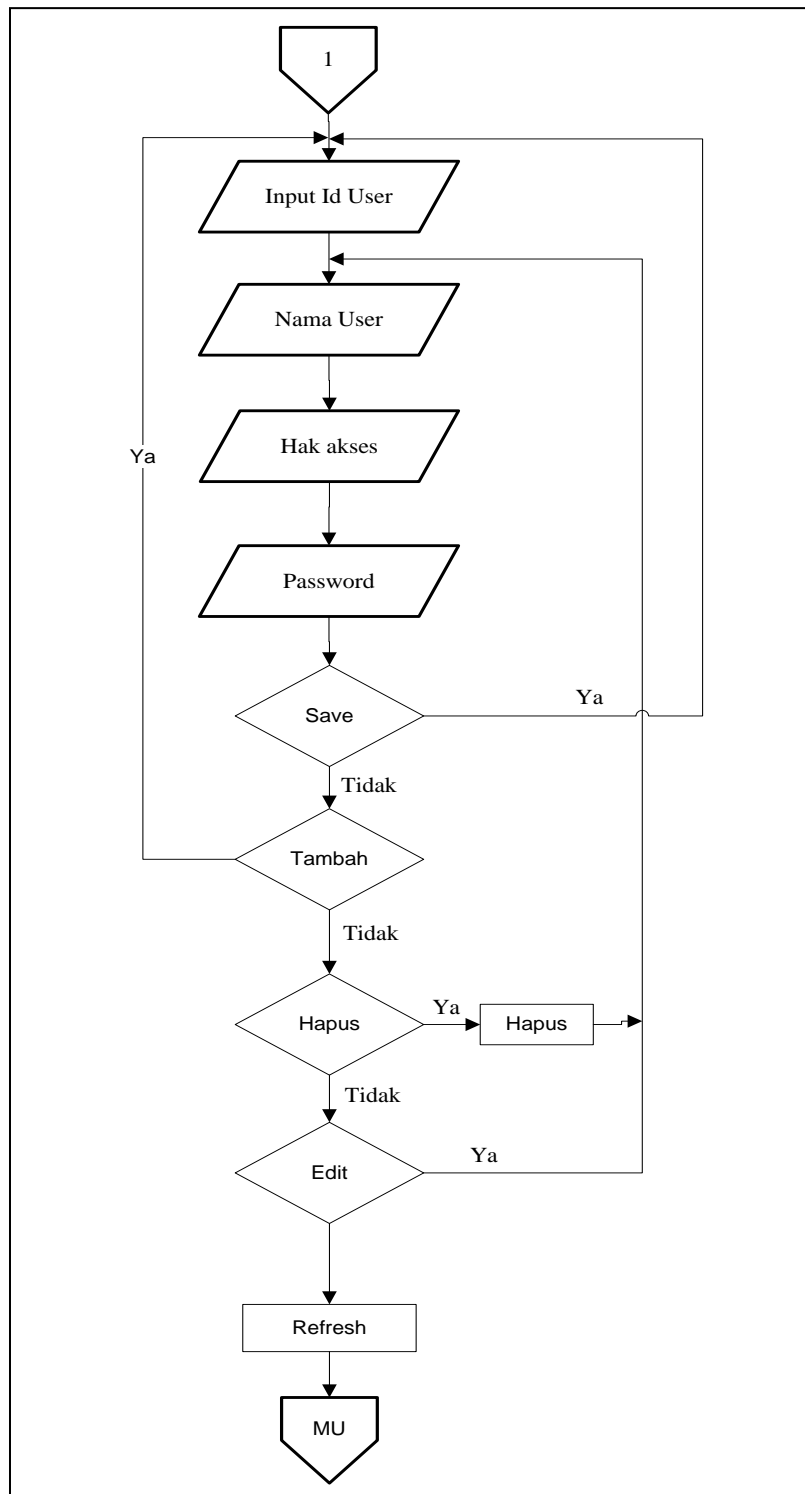 1
Input Id User
Nama User
Hak akses
Ya
Password
Save
Ya
Tidak
Tambah
Tidak
Hapus
Ya
Hapus
Tidak
Edit
Ya
Refresh
MU